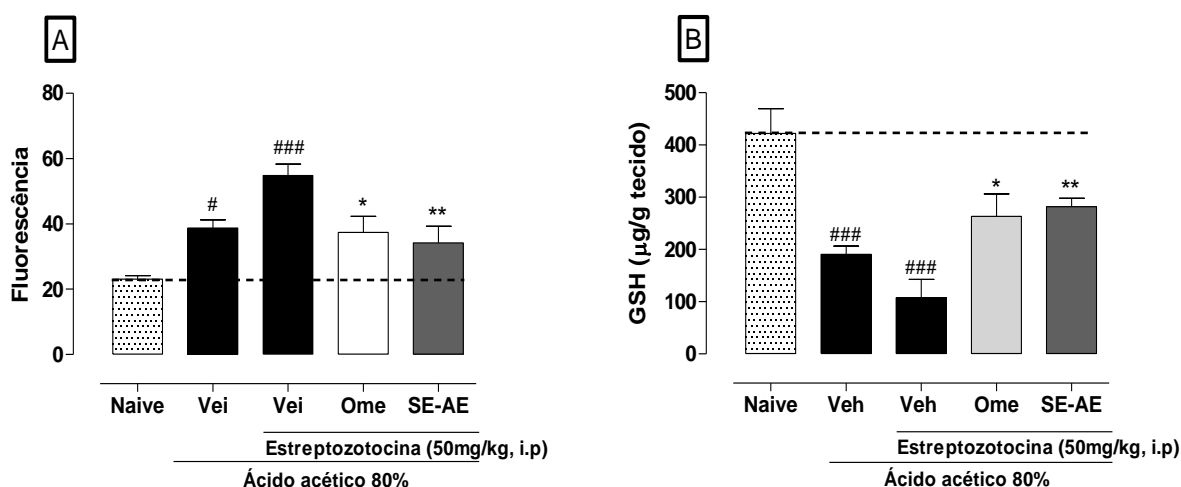 A
Fluorescência
80
60
40
20
0
#
###
*
**
Naive Vei Vei Ome SE-AE
Estreptozotocina (50mg/kg, i.p)
Ácido acético 80%
B
GSH (µg/g tecido)
500
400
300
200
100
0
###
###
*
**
Naive Veh Veh Ome SE-AE
Estreptozotocina (50mg/kg, i.p)
Ácido acético 80%